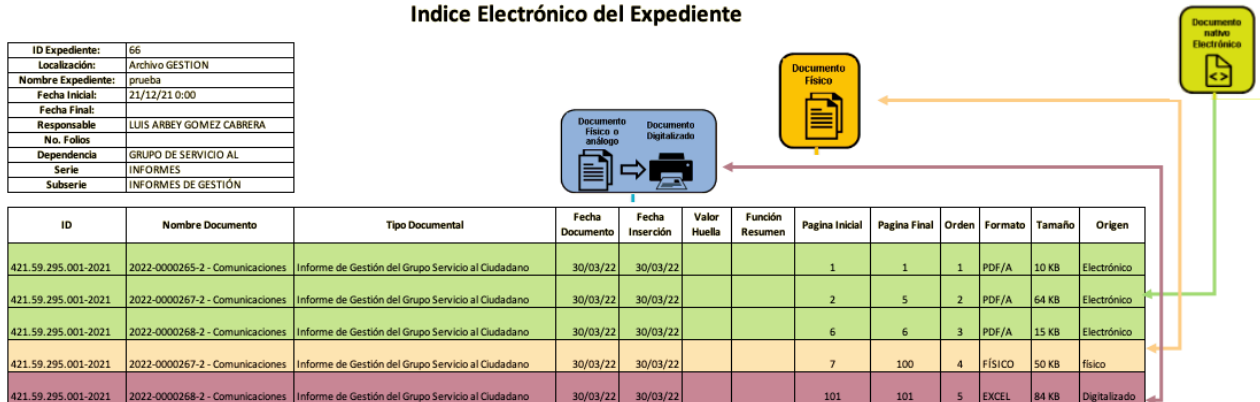 Indice Electrónico del Expediente
Documento
nativo
Electrónico
ID Expediente: 66
Localización: Archivo GESTION
Nombre Expediente: prueba
Fecha Inicial: 21/12/21 0:00
Fecha Final:
Responsable LUIS ARBEY GOMEZ CABRERA
No. Folios
Dependencia GRUPO DE SERVICIO AL
Serie INFORMES
Subserie INFORMES DE GESTIÓN
Documento
Físico
Documento
Físico o
análogo
Documento
Digitalizado
ID Nombre Documento Tipo Documental Fecha Documento Fecha Inserción Valor Huella Función Resumen Pagina Inicial Pagina Final Orden Formato Tamaño Origen
421.59.295.001-2021 2022-0000265-2 - Comunicaciones Informe de Gestión del Grupo Servicio al Ciudadano 30/03/22 30/03/22 1 1 1 PDF/A 10 KB Electrónico
421.59.295.001-2021 2022-0000267-2 - Comunicaciones Informe de Gestión del Grupo Servicio al Ciudadano 30/03/22 30/03/22 2 5 2 PDF/A 64 KB Electrónico
421.59.295.001-2021 2022-0000268-2 - Comunicaciones Informe de Gestión del Grupo Servicio al Ciudadano 30/03/22 30/03/22 6 6 3 PDF/A 15 KB Electrónico
421.59.295.001-2021 2022-0000267-2 - Comunicaciones Informe de Gestión del Grupo Servicio al Ciudadano 30/03/22 30/03/22 7 100 4 FÍSICO 50 KB físico
421.59.295.001-2021 2022-0000268-2 - Comunicaciones Informe de Gestión del Grupo Servicio al Ciudadano 30/03/22 30/03/22 101 101 5 EXCEL 84 KB Digitalizado